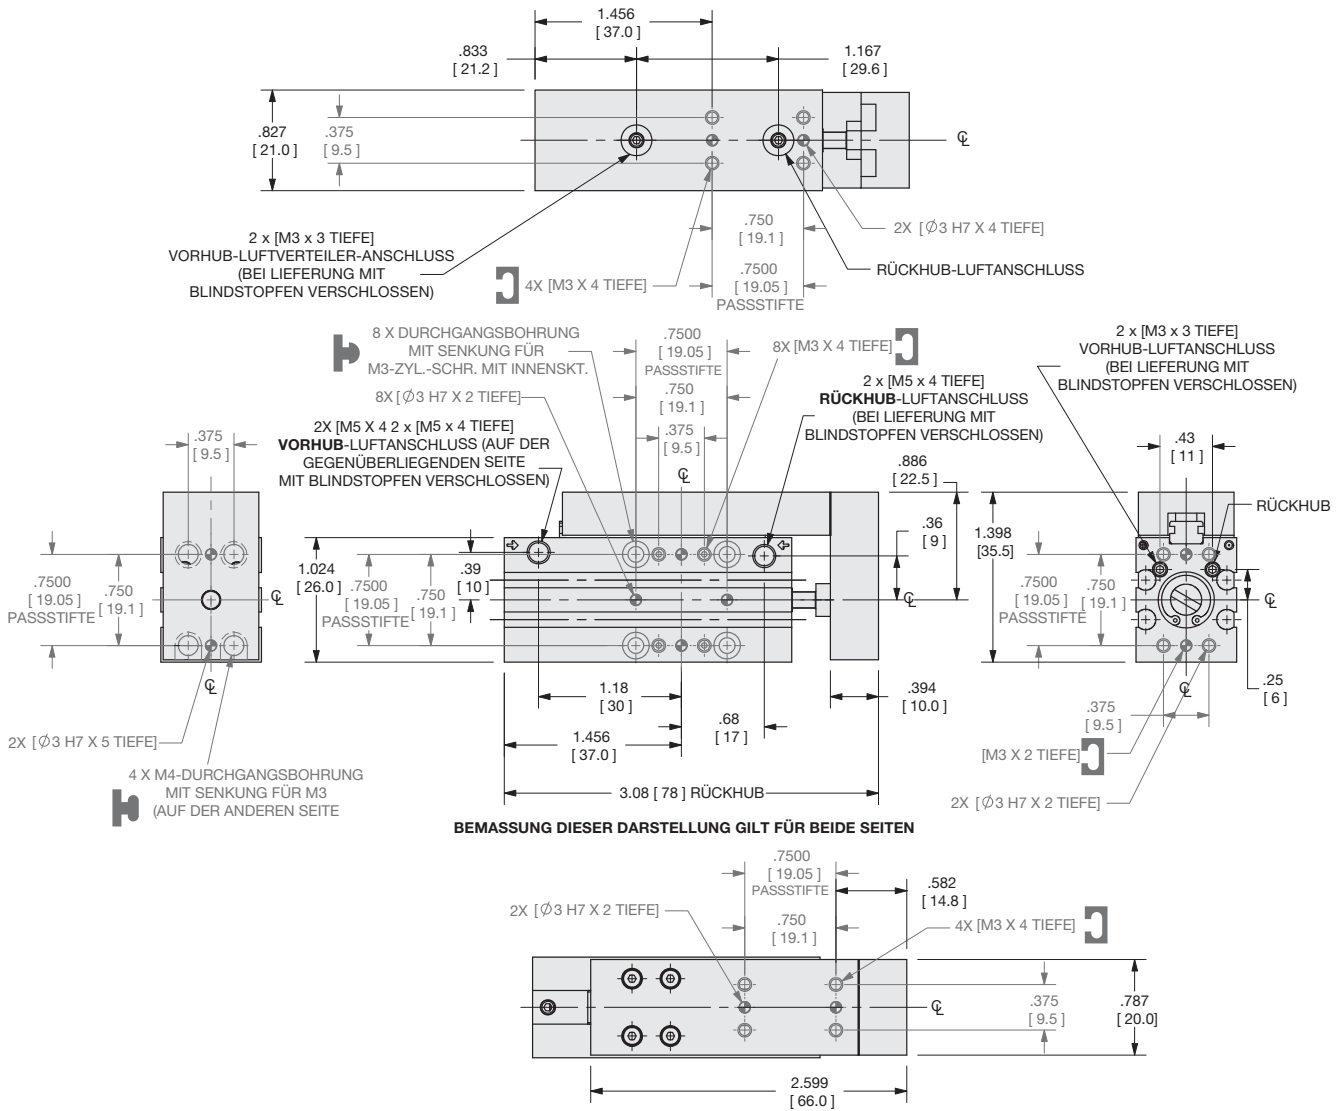 1.456
[ 37.0 ]
.833
[ 21.2 ]
1.167
[ 29.6 ]
.827
[ 21.0 ]
.375
[ 9.5 ]
℄
.750
[ 19.1 ]
2X [∅3 H7 X 4 TIEFE]
2 x [M3 x 3 TIEFE]
VORHUB-LUFTVERTEILER-ANSCHLUSS
(BEI LIEFERUNG MIT
BLINDSTOPFEN VERSCHLOSSEN)
4X [M3 X 4 TIEFE]
.7500
[ 19.05 ]
PASSSTIFTE
RÜCKHUB-LUFTANSCHLUSS
8 X DURCHGANGSBOHRUNG
MIT SENKUNG FÜR
M3-ZYL.-SCHR. MIT INNENSKT.
8X [∅3 H7 X 2 TIEFE]
.7500
[ 19.05 ]
PASSSTIFTE
.750
[ 19.1 ]
.375
[ 9.5 ]
℄
8X [M3 X 4 TIEFE]
2 x [M5 x 4 TIEFE]
RÜCKHUB-LUFTANSCHLUSS
(BEI LIEFERUNG MIT
BLINDSTOPFEN VERSCHLOSSEN)
2 x [M3 x 3 TIEFE]
VORHUB-LUFTANSCHLUSS
(BEI LIEFERUNG MIT
BLINDSTOPFEN VERSCHLOSSEN)
2X [M5 X 4 2 x [M5 x 4 TIEFE]
VORHUB-LUFTANSCHLUSS (AUF DER
GEGENÜBERLIEGENDEN SEITE
MIT BLINDSTOPFEN VERSCHLOSSEN)
.375
[ 9.5 ]
.7500
[ 19.05 ]
PASSSTIFTE
.750
[ 19.1 ]
℄
℄
2X [∅3 H7 X 5 TIEFE]
4 X M4-DURCHGANGSBOHRUNG
MIT SENKUNG FÜR M3
(AUF DER ANDEREN SEITE
1.024
[ 26.0 ]
.7500
[ 19.05 ]
PASSSTIFTE
.750
[ 19.1 ]
.39
[ 10 ]
.886
[ 22.5 ]
.36
[ 9 ]
℄
1.18
[ 30 ]
.68
[ 17 ]
1.456
[ 37.0 ]
.394
[ 10.0 ]
3.08 [ 78 ] RÜCKHUB
BEMASSUNG DIESER DARSTELLUNG GILT FÜR BEIDE SEITEN
.43
[ 11 ]
RÜCKHUB
1.398
[35.5]
.7500
[ 19.05 ]
PASSSTIFTE
.750
[ 19.1 ]
℄
℄
.25
[ 6 ]
.375
[ 9.5 ]
[M3 X 2 TIEFE]
2X [∅3 H7 X 2 TIEFE]
.7500
[ 19.05 ]
PASSSTIFTE
.750
[ 19.1 ]
.582
[ 14.8 ]
2X [∅3 H7 X 2 TIEFE]
4X [M3 X 4 TIEFE]
℄
.375
[ 9.5 ]
.787
[ 20.0]
2.599
[ 66.0 ]